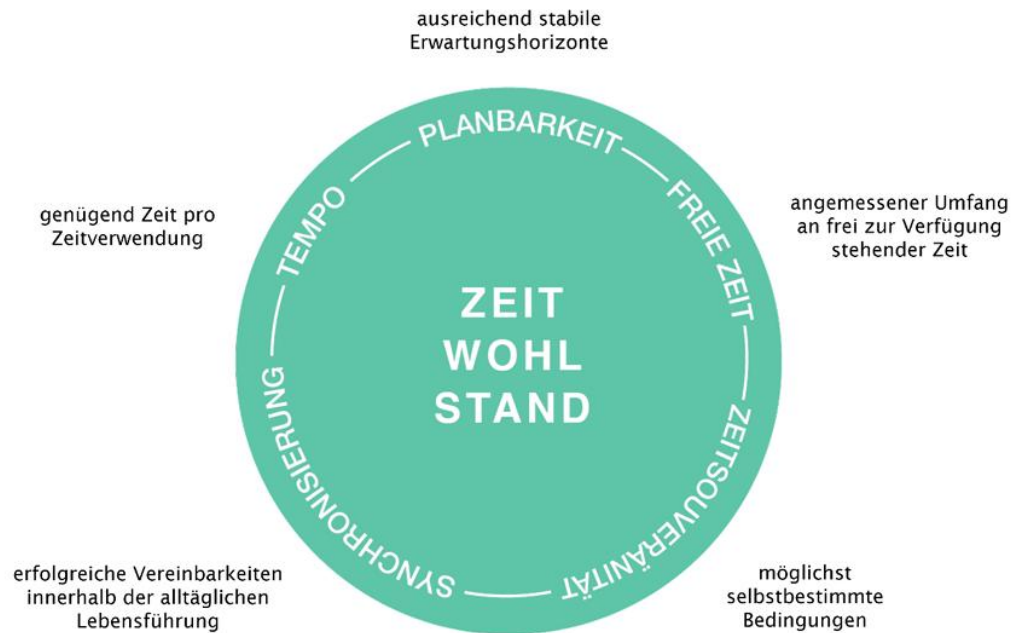 ausreichend stabile
Erwartungshorizonte
PLANBARKEIT
FREIE ZEIT
angemessener Umfang
an frei zur Verfügung
stehender Zeit
ZEITSOUVERÄNITÄT
möglichst
selbstbestimmte
Bedingungen
SYNCHRONISIERUNG
erfolgreiche Vereinbarkeiten
innerhalb der alltäglichen
Lebensführung
TEMPO
genügend Zeit pro
Zeitverwendung
ZEIT
WOHL
STAND